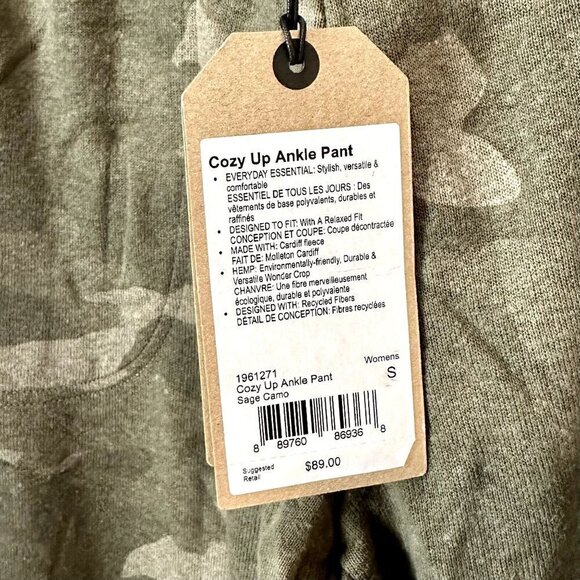 Cozy Up Ankle Pant
• EVERYDAY ESSENTIAL: Stylish, versatile &
comfortable
ESSENTIEL DE TOUS LES JOURS : Des
vêtements de base polyvalents, durables et
raffinés
• DESIGNED TO FIT: With A Relaxed Fit
CONCEPTION ET COUPE: Coupe décontractée
• MADE WITH: Cardiff fleece
FAIT DE: Molleton Cardiff
• HEMP: Environmentally-friendly, Durable &
Versatile Wonder Crop
CHANVRE: Une fibre merveilleusement
écologique, durable et polyvalente
• DESIGNED WITH: Recycled Fibers
DÉTAIL DE CONCEPTION: Fibras recyclées
Womens
1961271 S
Cozy Up Ankle Pant
Sage Camo
8 89760 86936 8
Suggested
Retail $89.00